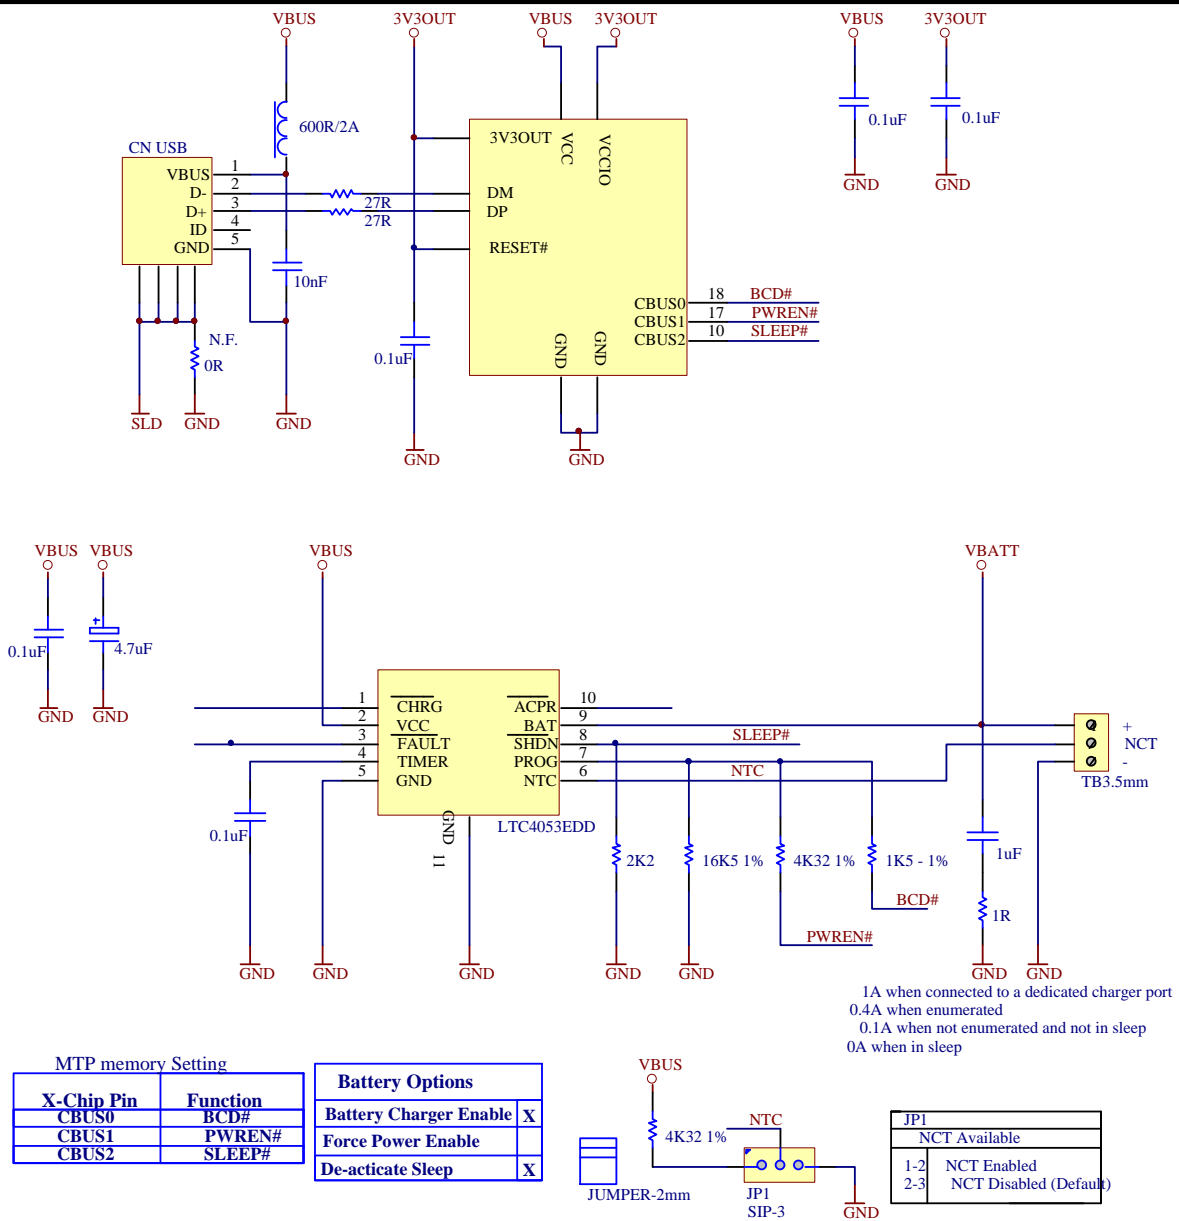 VBUS
3V3OUT
VBUS
3V3OUT
VBUS
3V3OUT
600R/2A
0.1uF
0.1uF
GND
GND
CN USB
VBUS
D-
D+
ID
GND
1
2
3
4
5
27R
27R
10nF
N.F.
0R
SLD
GND
GND
0.1uF
GND
3V3OUT
VCC
VCCIO
DM
DP
RESET#
CBUS0
CBUS1
CBUS2
GND
GND
18
17
10
BCD#
PWREN#
SLEEP#
GND
VBUS
VBUS
VBUS
VBATT
0.1uF
+
4.7uF
GND
GND
1
2
3
4
5
CHRG
VCC
FAULT
TIMER
GND
ACPR
BAT
SHDN
PROG
NTC
10
9
8
7
6
GND
11
LTC4053EDD
SLEEP#
NTC
+
NCT
-
TB3.5mm
0.1uF
2K2
16K5 1%
4K32 1%
1K5 - 1%
1uF
1R
BCD#
PWREN#
GND
GND
GND
GND
GND
GND
GND
1A when connected to a dedicated charger port
0.4A when enumerated
0.1A when not enumerated and not in sleep
0A when in sleep
MTP memory Setting
X-Chip Pin Function
CBUS0 BCD#
CBUS1 PWREN#
CBUS2 SLEEP#
Battery Options
Battery Charger Enable X
Force Power Enable
De-acticate Sleep X
JUMPER-2mm
VBUS
4K32 1%
NTC
JP1
SIP-3
GND
JP1
NCT Available
1-2 NCT Enabled
2-3 NCT Disabled (Default)